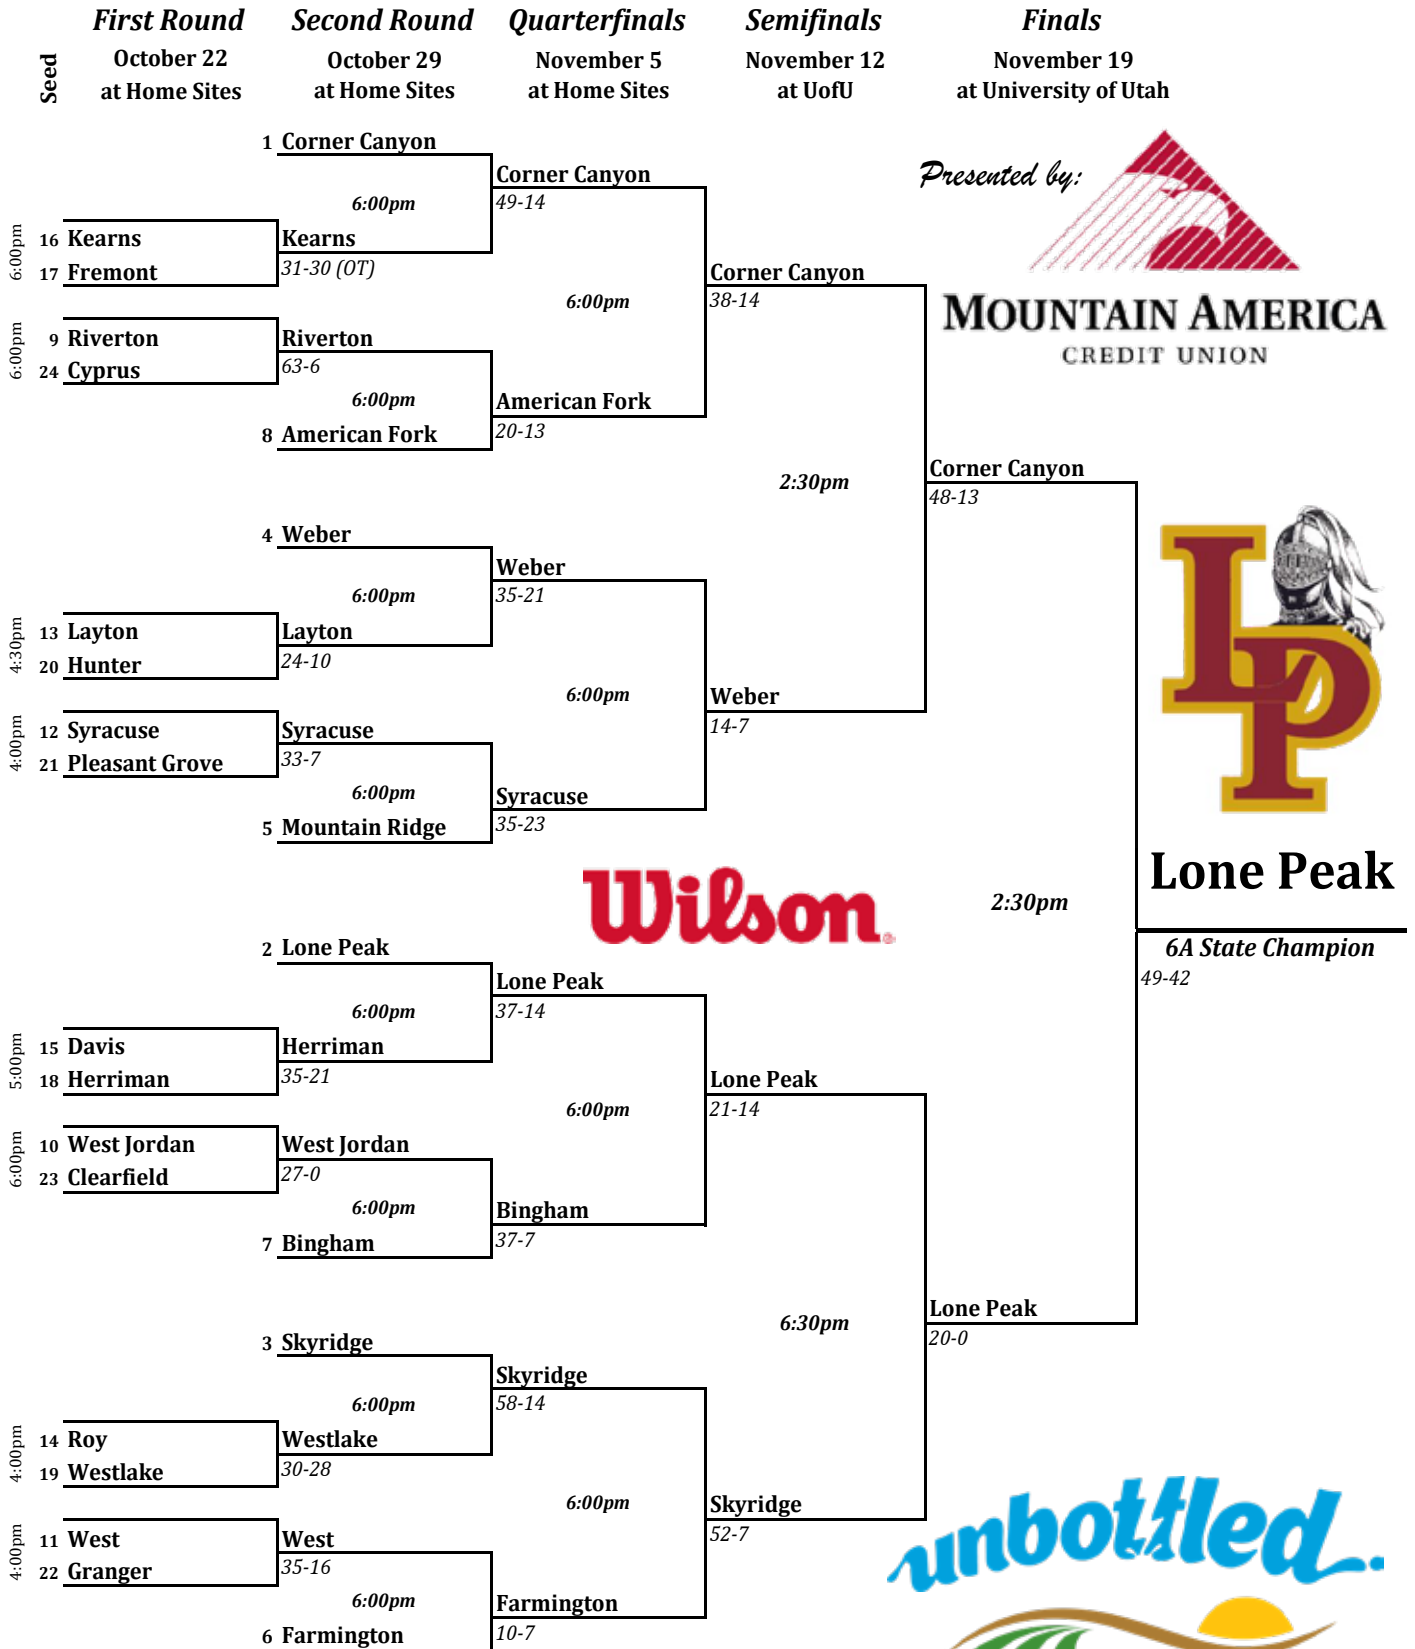 First Round Second Round Quarterfinals Semifinals Finals
October 22 October 29 November 5 November 12 November 19
at Home Sites at Home Sites at Home Sites at UofU at University of Utah
Seed
1 Corner Canyon
Presented by:
Corner Canyon
6:00pm
49-14
6:00pm
16 Kearns
Kearns
17 Fremont
31-30 (OT)
Corner Canyon
6:00pm
38-14
MOUNTAIN AMERICA
CREDIT UNION
6:00pm
9 Riverton
Riverton
24 Cyprus
63-6
6:00pm
American Fork
8 American Fork
20-13
Corner Canyon
2:30pm
48-13
4 Weber
Weber
6:00pm
35-21
4:30pm
13 Layton
Layton
20 Hunter
24-10
6:00pm
Weber
14-7
4:00pm
12 Syracuse
Syracuse
21 Pleasant Grove
33-7
6:00pm
Syracuse
5 Mountain Ridge
35-23
LP
Lone Peak
Wilson
2:30pm
6A State Champion
49-42
2 Lone Peak
Lone Peak
6:00pm
37-14
5:00pm
15 Davis
Herriman
18 Herriman
35-21
Lone Peak
6:00pm
21-14
6:00pm
10 West Jordan
West Jordan
23 Clearfield
27-0
6:00pm
Bingham
7 Bingham
37-7
Lone Peak
6:30pm
20-0
3 Skyridge
Skyridge
6:00pm
58-14
4:00pm
14 Roy
Westlake
19 Westlake
30-28
6:00pm
Skyridge
52-7
4:00pm
11 West
West
22 Granger
35-16
6:00pm
Farmington
6 Farmington
10-7
unbottled.